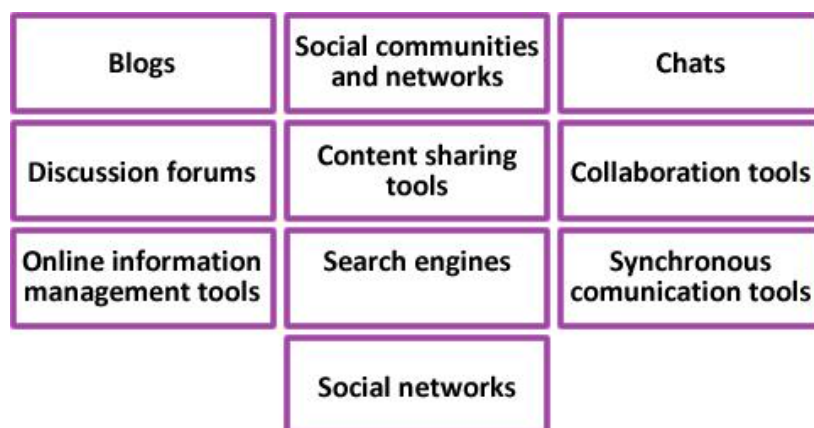 Blogs
Social communities
and networks
Chats
Discussion forums
Content sharing
tools
Collaboration tools
Online information
management tools
Search engines
Synchronous
comunication tools
Social networks